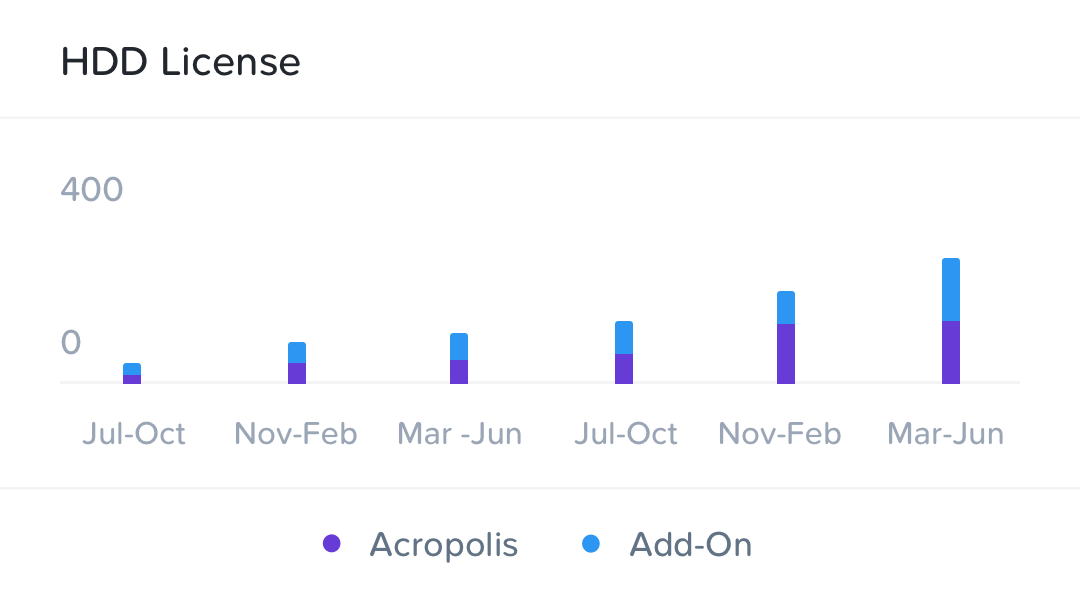 HDD License
400
0
Jul-Oct Nov-Feb Mar -Jun Jul-Oct Nov-Feb Mar-Jun
Acropolis Add-On